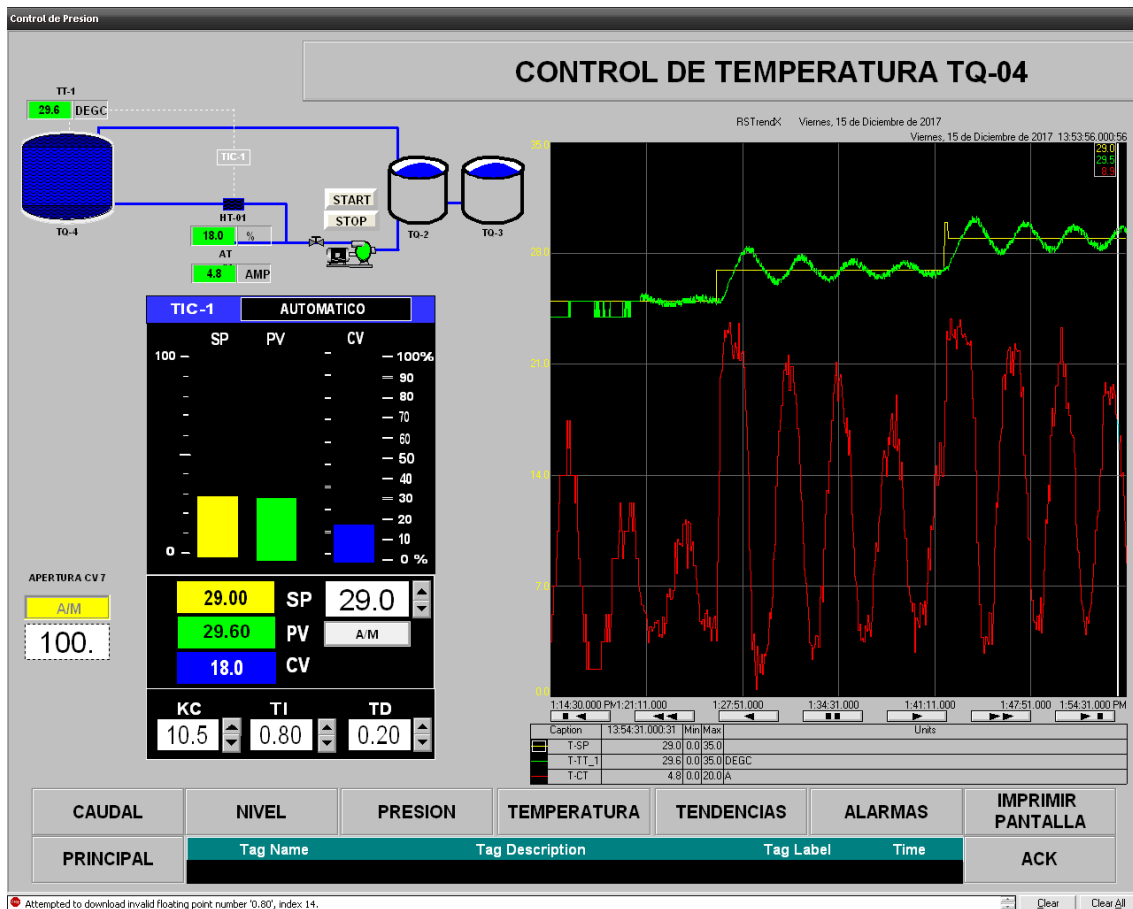 Control de Presion
CONTROL DE TEMPERATURA TQ-04
TT-1
29.6 DEGC
TIC-1
START
STOP
HT-01
TQ-4
TQ-2
TQ-3
18.0 %
AT
4.8 AMP
RSTrendX Viernes, 15 de Diciembre de 2017
Viernes, 15 de Diciembre de 2017 13:53:56.000:56
29.0
29.5
8.9
35.0
28.0
21.0
14.0
7.0
0.0
1:14:30.000 PM 1:21:11.000 1:27:51.000 1:34:31.000 1:41:11.000 1:47:51.000 1:54:31.000 PM
Caption 13:54:31.000:31 Min Max Units
T-SP 29.0 0.0 35.0
T-TT_1 29.6 0.0 35.0 DEGC
T-CT 4.8 0.0 20.0 A
TIC-1 AUTOMATICO
SP PV CV
100
0
100%
90
80
70
60
50
40
30
20
10
0 %
APERTURA CV 7
A/M
100.
29.00 SP 29.0
29.60 PV A/M
18.0 CV
KC TI TD
10.5 0.80 0.20
CAUDAL NIVEL PRESION TEMPERATURA TENDENCIAS ALARMAS IMPRIMIR PANTALLA
PRINCIPAL
Tag Name Tag Description Tag Label Time
ACK
Attempted to download invalid floating point number '0.80', index 14.
Clear Clear All